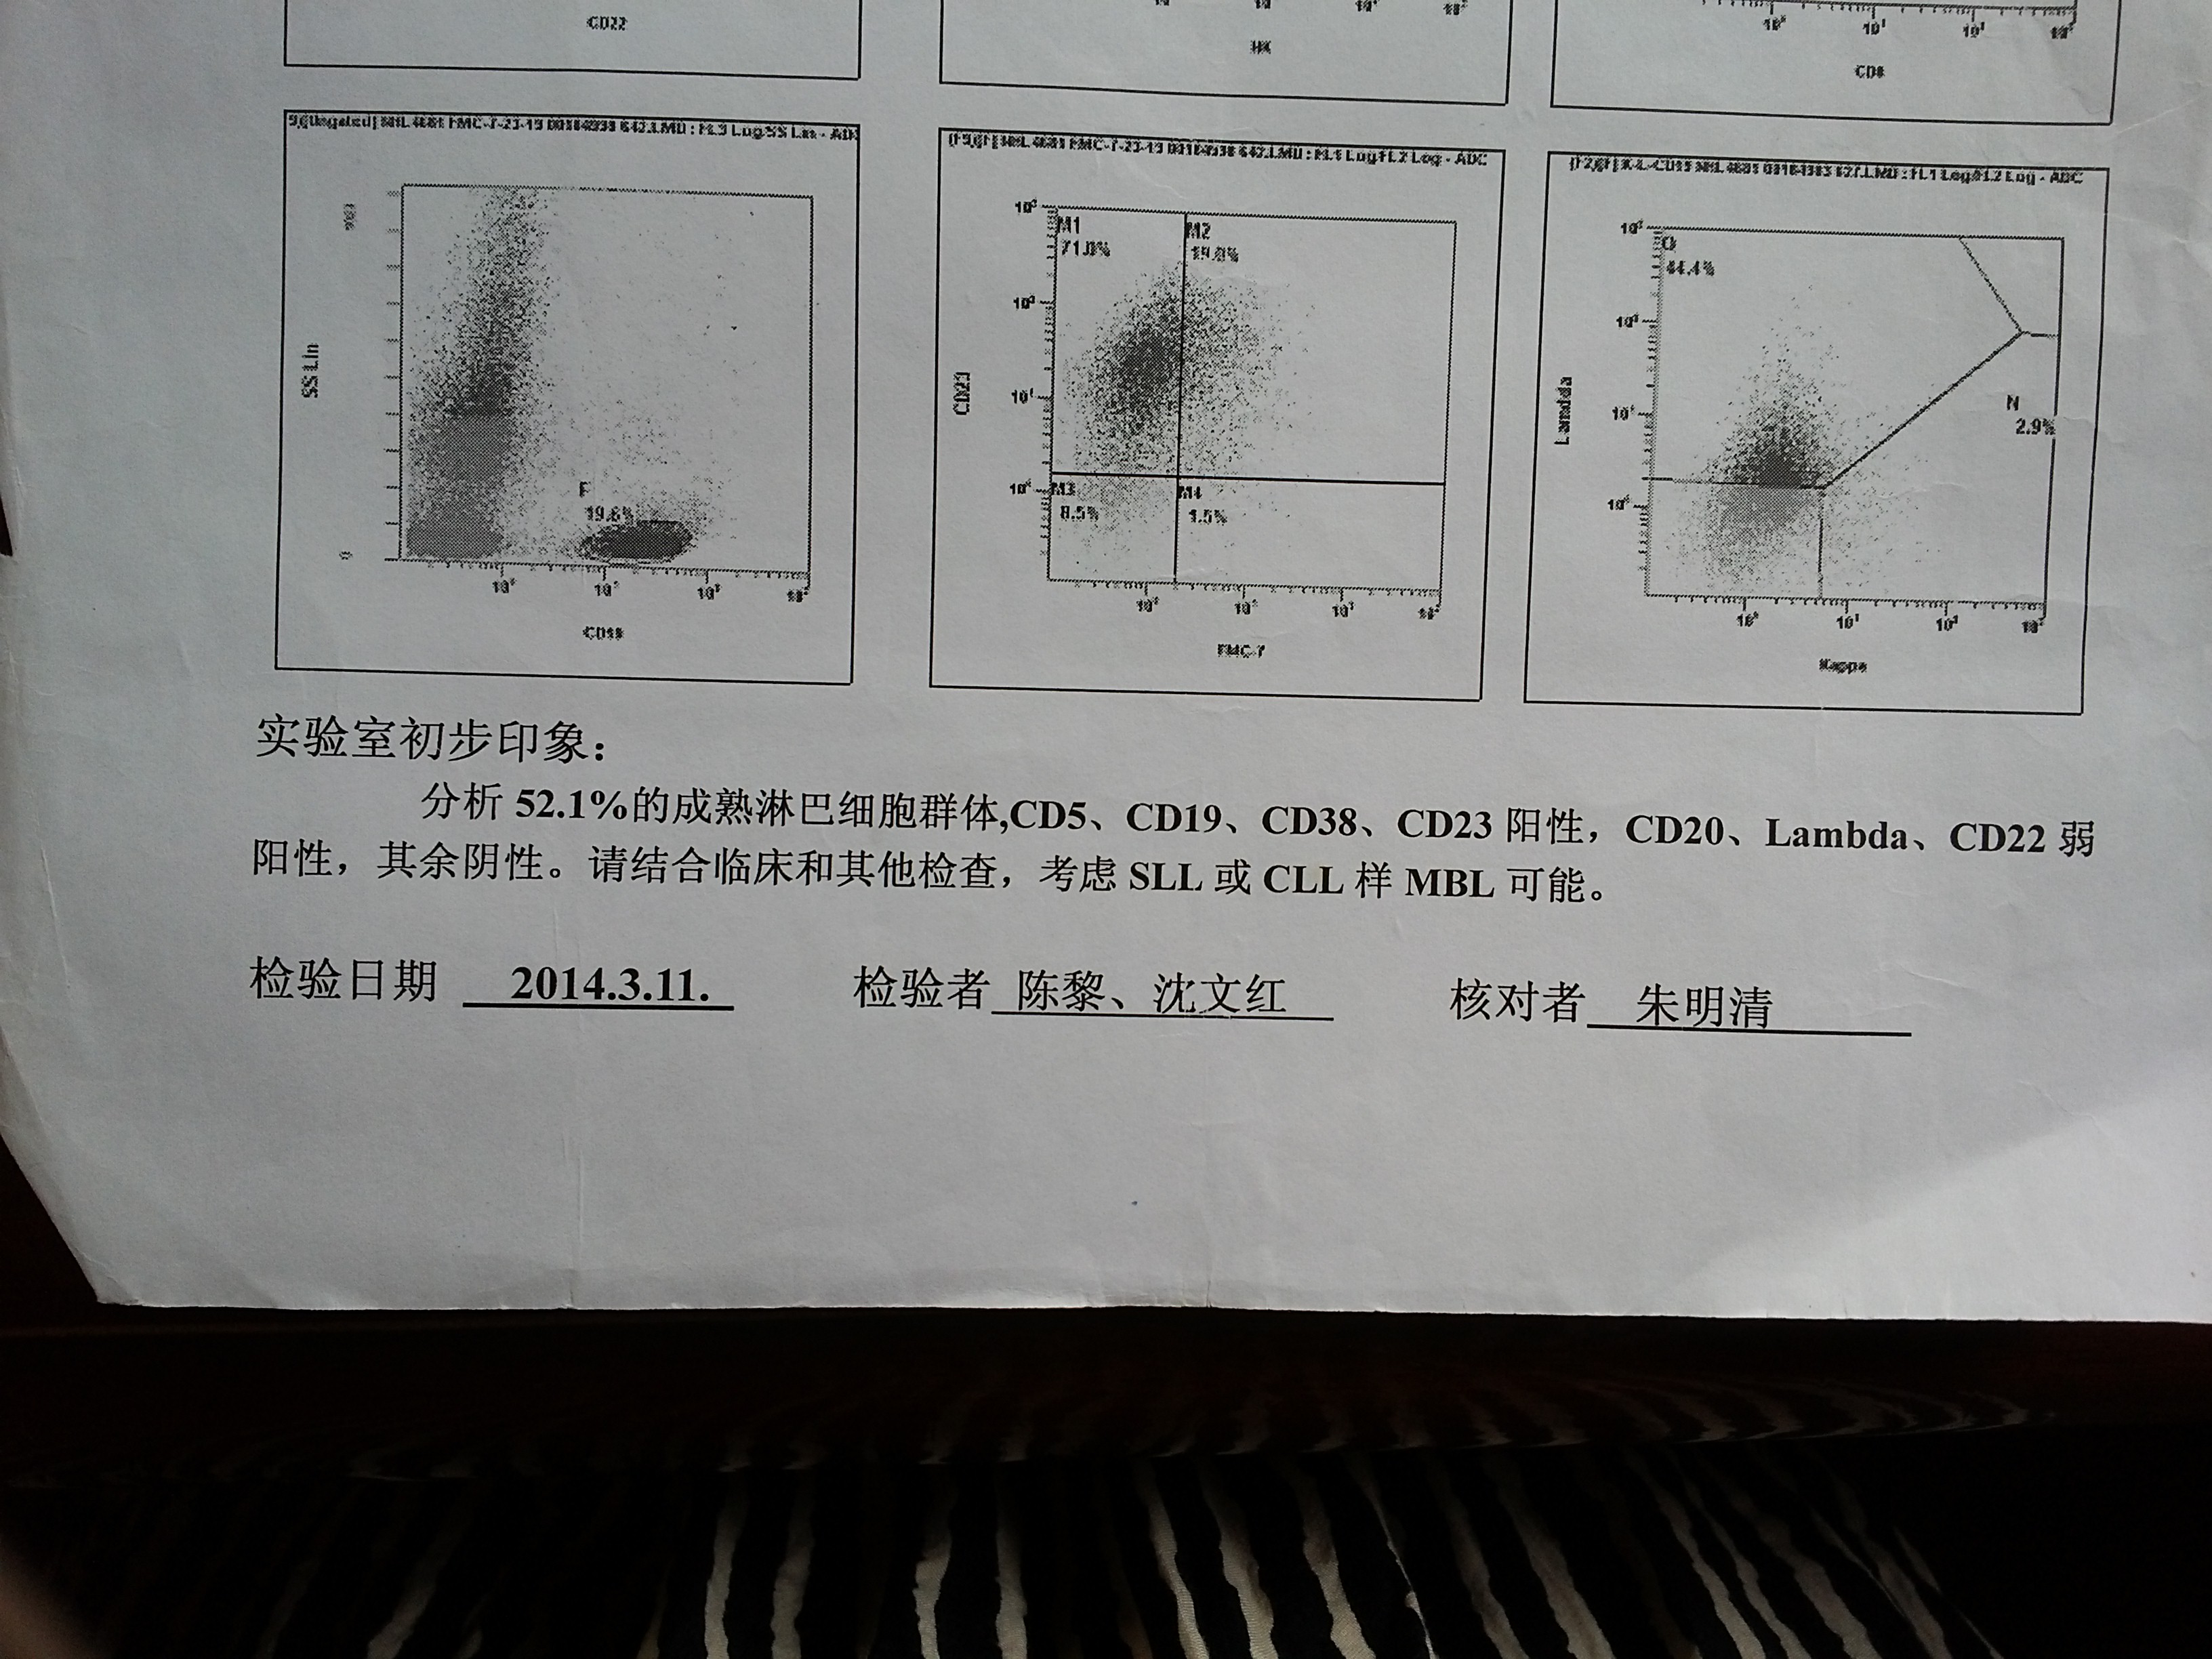 CD22
HK
10¹
CD8
SS Lin
F
19.6%
CD19
M1
71.0%
M2
19.0%
CD23
M3
8.5%
M4
1.5%
FMC-7
O
44.4%
Lambda
N
2.9%
Kappa
实验室初步印象：
分析 52.1%的成熟淋巴细胞群体,CD5、CD19、CD38、CD23 阳性，CD20、Lambda、CD22 弱
阳性，其余阴性。请结合临床和其他检查，考虑 SLL 或 CLL 样 MBL 可能。
检验日期 2014.3.11. 检验者 陈黎、沈文红 核对者 朱明清